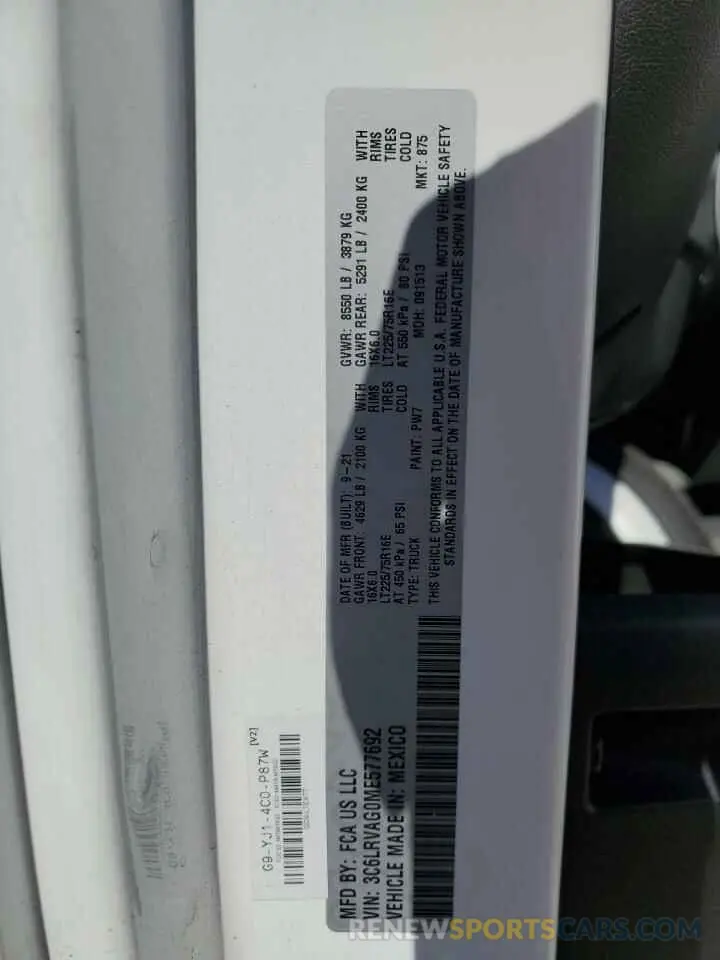 DATE OF MFR (BUILT): 9-21 GVWR: 8550 LB / 3879 KG
GAWR FRONT: 4629 LB / 2100 KG WITH GAWR REAR: 5291 LB / 2400 KG WITH
16X6.0 RIMS 16X6.0 RIMS
LT225/75R16E TIRES LT225/75R16E TIRES
AT 450 kPa / 65 PSI COLD AT 550 kPa / 80 PSI COLD
TYPE: TRUCK PAINT: PW7 MDH: 091513 MKT: 875
THIS VEHICLE CONFORMS TO ALL APPLICABLE U.S.A. FEDERAL MOTOR VEHICLE SAFETY
STANDARDS IN EFFECT ON THE DATE OF MANUFACTURE SHOWN ABOVE.
MFD BY: FCA US LLC
VIN: 3C6LRVAG0ME577692
VEHICLE MADE IN: MEXICO
G9-YJ1-4C0-P87W [V2]
RENEWSPORTSCARS.COM